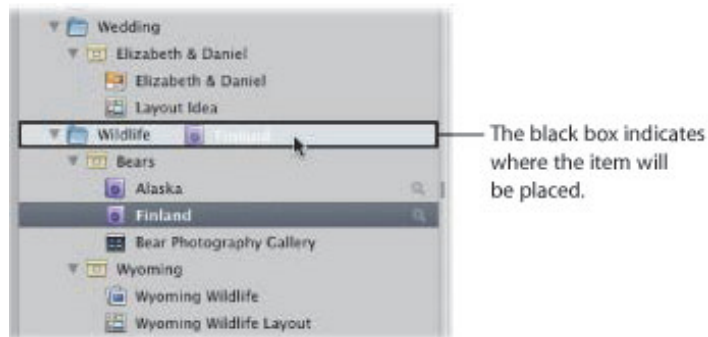 Wedding
Elizabeth & Daniel
Elizabeth & Daniel
Layout Idea
Wildlife Finland
Bears
Alaska
Finland
Bear Photography Gallery
Wyoming
Wyoming Wildlife
Wyoming Wildlife Layout
The black box indicates
where the item will
be placed.